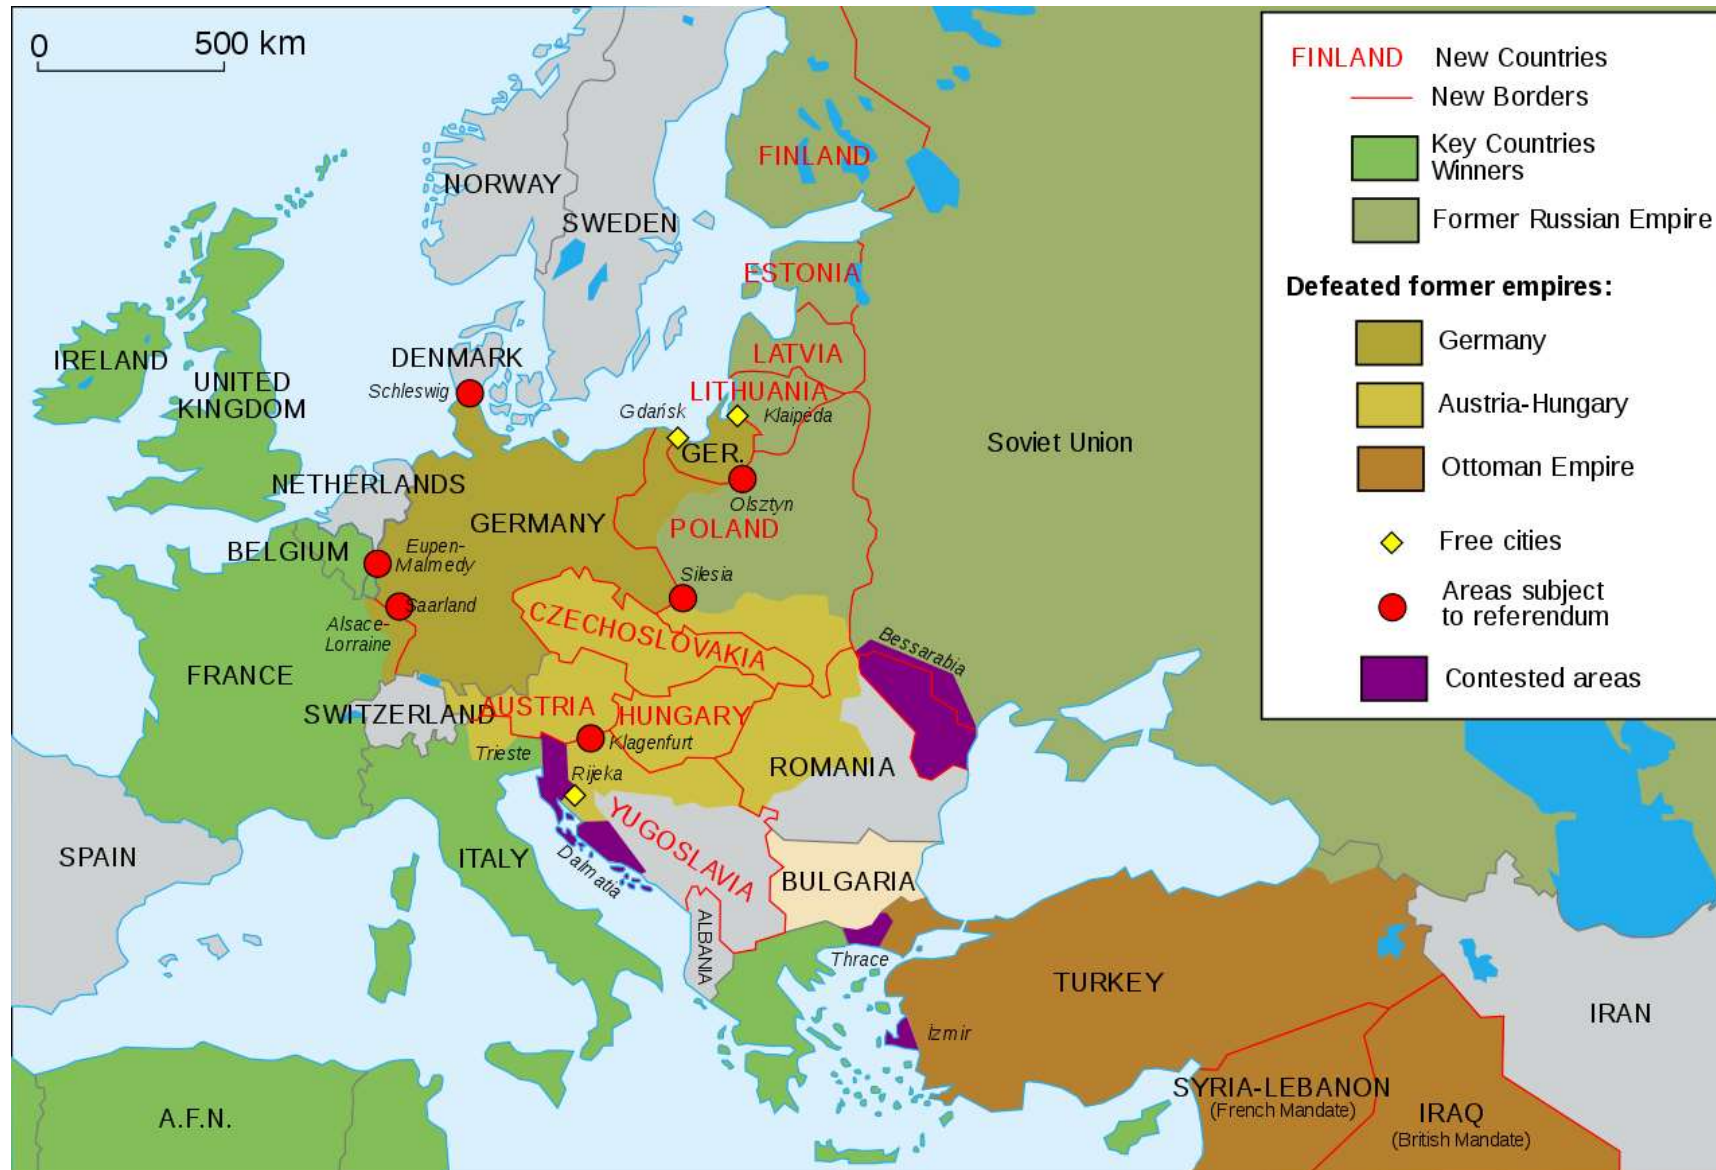 0 500 km
FINLAND New Countries
New Borders
Key Countries
Winners
Former Russian Empire
Defeated former empires:
Germany
Austria-Hungary
Ottoman Empire
Free cities
Areas subject
to referendum
Contested areas
NORWAY
SWEDEN
FINLAND
ESTONIA
LATVIA
LITHUANIA
Klaipėda
IRELAND
UNITED
KINGDOM
DENMARK
Schleswig
Gdańsk
GER.
Olsztyn
Soviet Union
NETHERLANDS
GERMANY
POLAND
BELGIUM
Eupen-
Malmedy
Silesia
Saarland
Alsace-
Lorraine
CZECHOSLOVAKIA
Bessarabia
FRANCE
SWITZERLAND
AUSTRIA
HUNGARY
Klagenfurt
Trieste
Rijeka
ROMANIA
YUGOSLAVIA
SPAIN
ITALY
Dalmatia
BULGARIA
ALBANIA
Thrace
TURKEY
İzmir
IRAN
SYRIA-LEBANON
(French Mandate)
IRAQ
(British Mandate)
A.F.N.